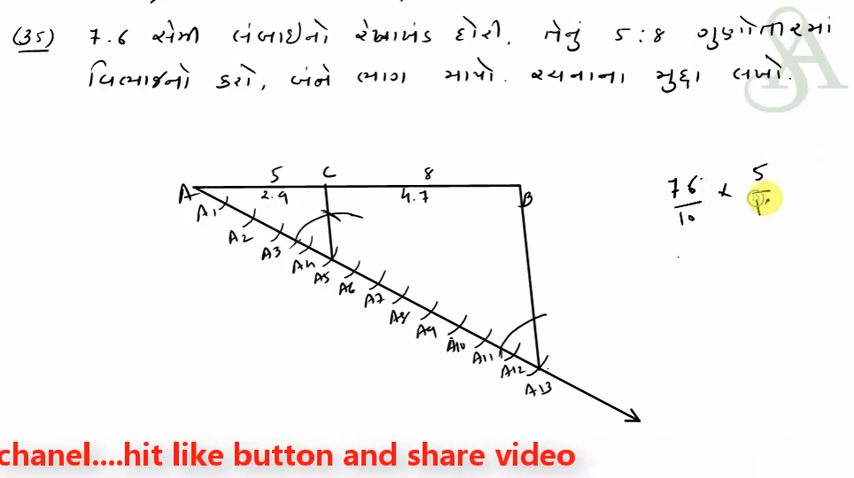 (35) 7.6 સેમી લંબાઈનો રેખાખંડ દોરી, તેનું 5:8 ગુણોત્તરમાં
વિભાજનો કરો, બંને ભાગ માપો. રચનાના મુદ્દા લખો.
5 C 8
A 2.9 4.7 B
A1
A2
A3
A4
A5
A6
A7
A8
A9
A10
A11
A12
A13
76/10 × 5
chanel....hit like button and share video